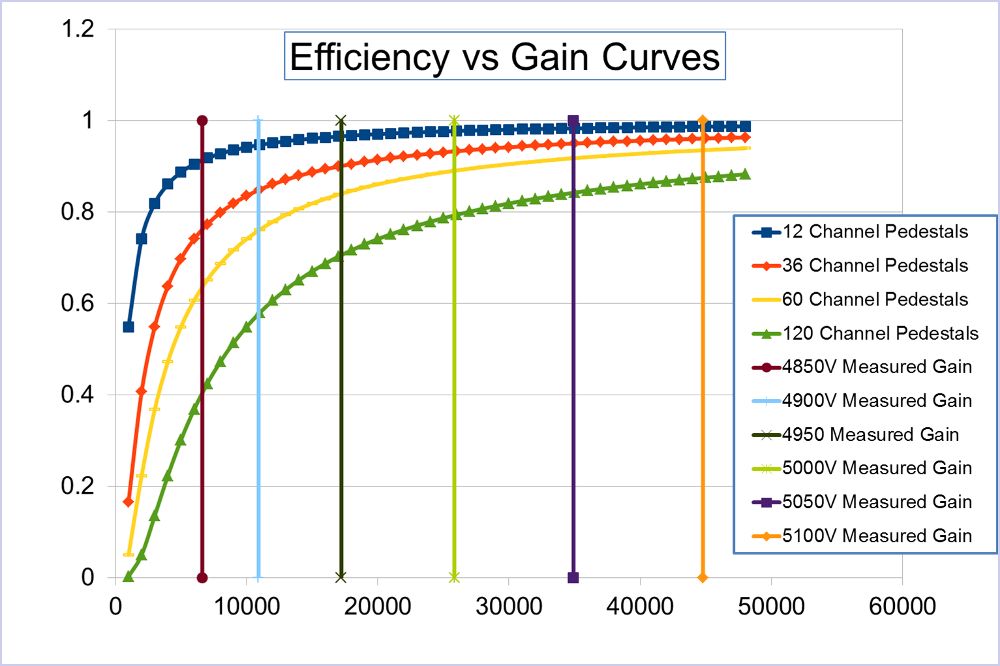 Efficiency vs Gain Curves
1.2
1
0.8
0.6
0.4
0.2
0
0 10000 20000 30000 40000 50000 60000
12 Channel Pedestals
36 Channel Pedestals
60 Channel Pedestals
120 Channel Pedestals
4850V Measured Gain
4900V Measured Gain
4950 Measured Gain
5000V Measured Gain
5050V Measured Gain
5100V Measured Gain